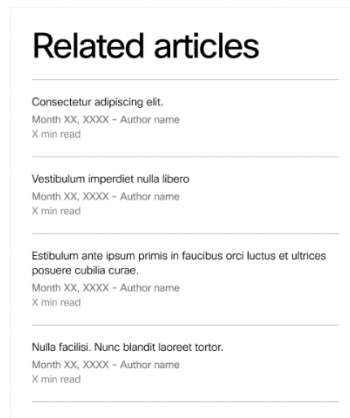 Related articles
Consectetur adipiscing elit.
Month XX, XXXX – Author name
X min read
Vestibulum imperdiet nulla libero
Month XX, XXXX – Author name
X min read
Estibulum ante ipsum primis in faucibus orci luctus et ultrices
posuere cubilia curae.
Month XX, XXXX – Author name
X min read
Nulla facilisi. Nunc blandit laoreet tortor.
Month XX, XXXX – Author name
X min read